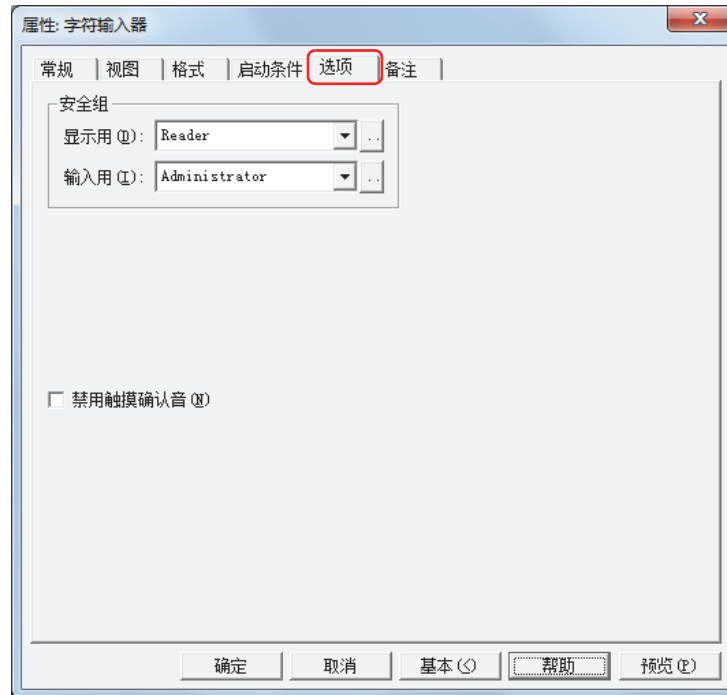 属性: 字符输入器
x
常规 视图 格式 启动条件 选项 备注
安全组
显示用(D): Reader ..
输入用(I): Administrator ..
禁用触摸确认音(N)
确定 取消 基本(<) 帮助 预览(P)